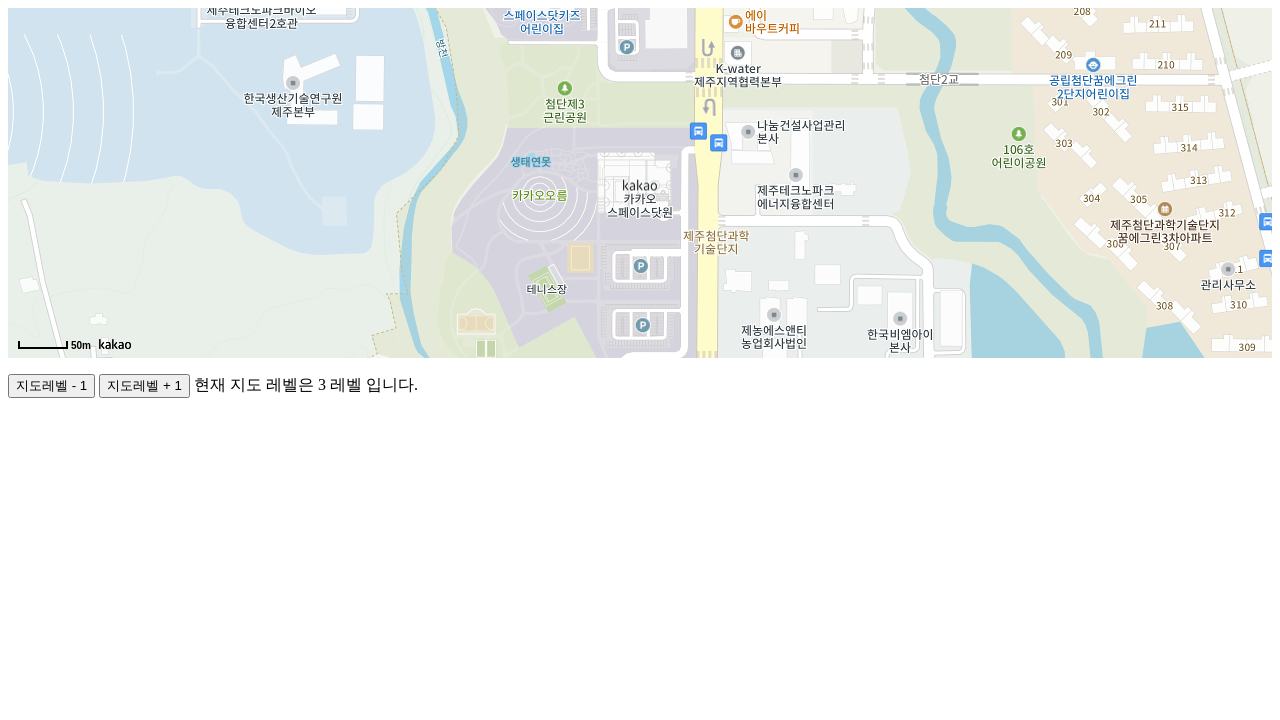 제주테크노파크바이오
융합센터2호관
스페이스닷키즈
어린이집
에이
바우트커피
방천
208
211
209
210
K-water
제주지역협력본부
첨단2교
공립첨단꿈에그린
2단지어린이집
한국생산기술연구원
제주본부
첨단제3
근린공원
301
302
315
나눔건설사업관리
본사
106호
어린이공원
303
314
생태연못
카카오오름
kakao
카카오
스페이스닷원
제주테크노파크
에너지융합센터
313
304
305
312
제주첨단과학기술단지
꿈에그린3차아파트
제주첨단과학
기술단지
306
307
관리사무소
테니스장
308
310
제농에스앤티
농업회사법인
한국비엠아이
본사
309
50m kakao
지도레벨 - 1 지도레벨 + 1 현재 지도 레벨은 3 레벨 입니다.